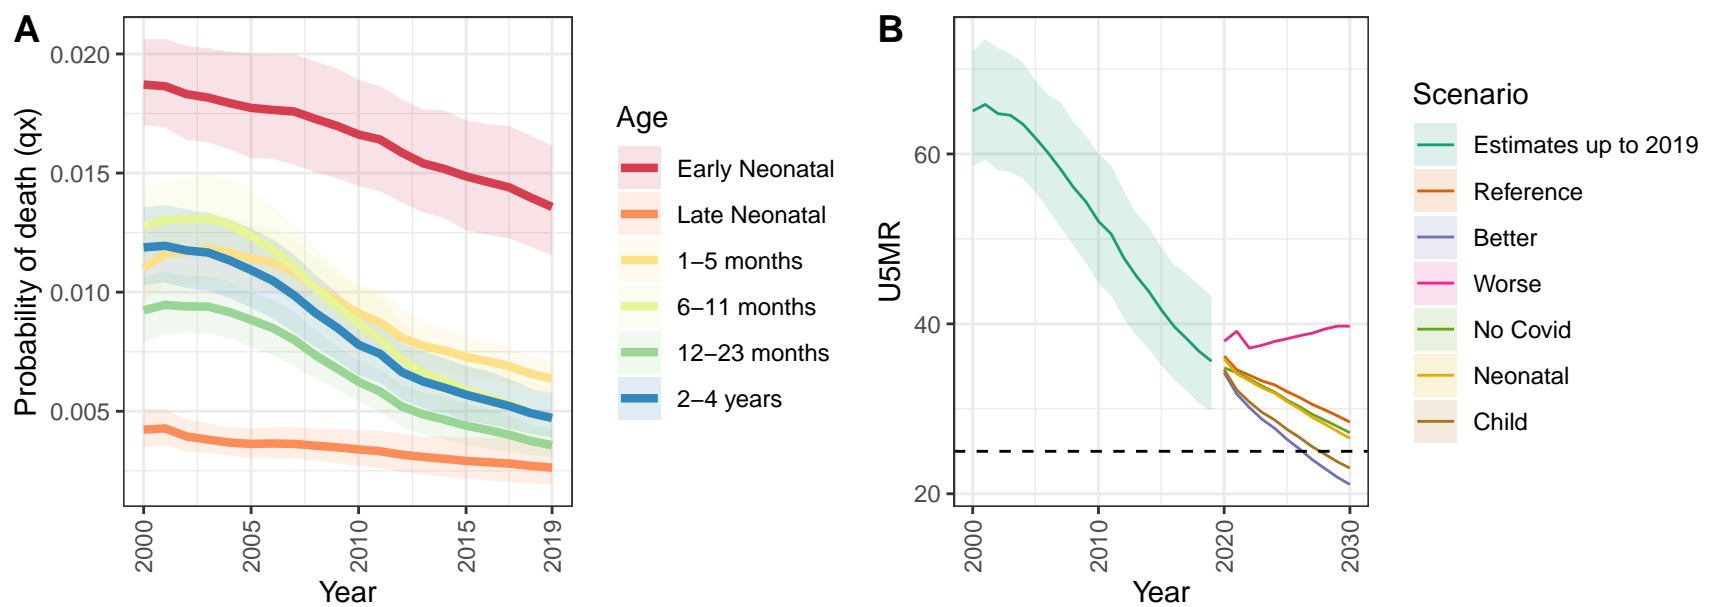 A
Probability of death (qx)
0.020
0.015
0.010
0.005
2000
2005
2010
2015
2019
Year
Age
Early Neonatal
Late Neonatal
1–5 months
6–11 months
12–23 months
2–4 years
B
U5MR
60
40
20
2000
2010
2020
2030
Year
Scenario
Estimates up to 2019
Reference
Better
Worse
No Covid
Neonatal
Child